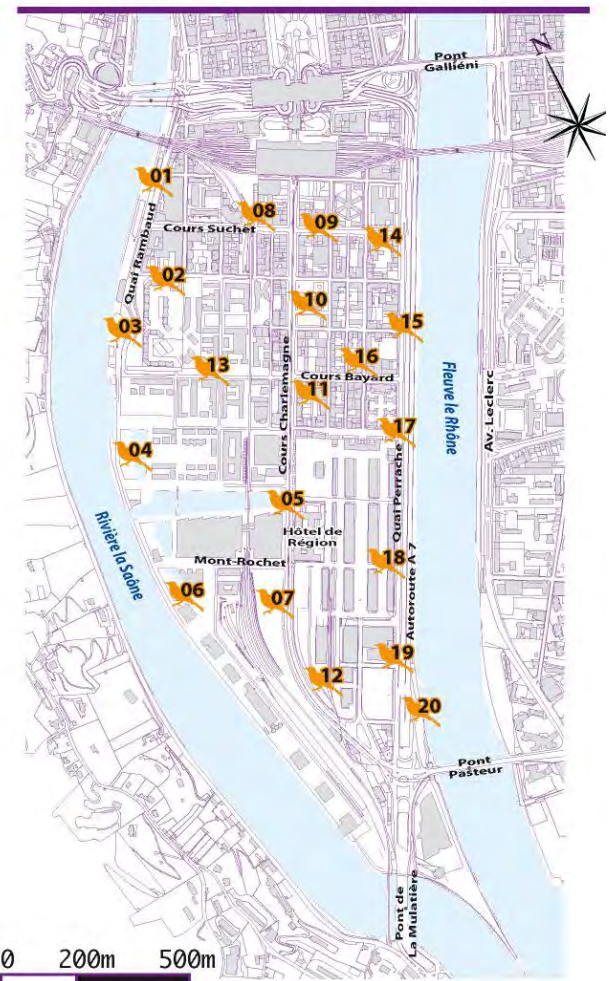 Pont
Galliéni
N
01
08
09
14
Cours Suchet
Quai Rambaud
02
10
15
03
16
13
Cours Bayard
Cours Charlemagne
11
Fleuve le Rhône
Av. Leclerc
17
04
Quai Perrache
05
Hôtel de
Région
Rivière la Saône
Mont-Rochet
18
Autoroute A-7
06
07
19
12
20
Pont
Pasteur
Pont de
La Mulatière
0 200m 500m